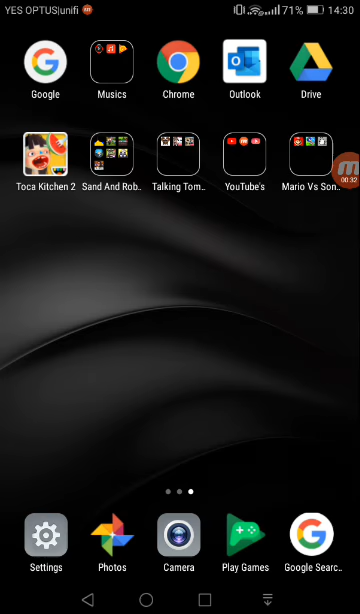 YES OPTUS|unifi 71% 14:30
Google Musics Chrome Outlook Drive
Toca Kitchen 2 Sand And Rob.. Talking Tom.. YouTube's Mario Vs Son..
00:32
Settings Photos Camera Play Games Google Searc..